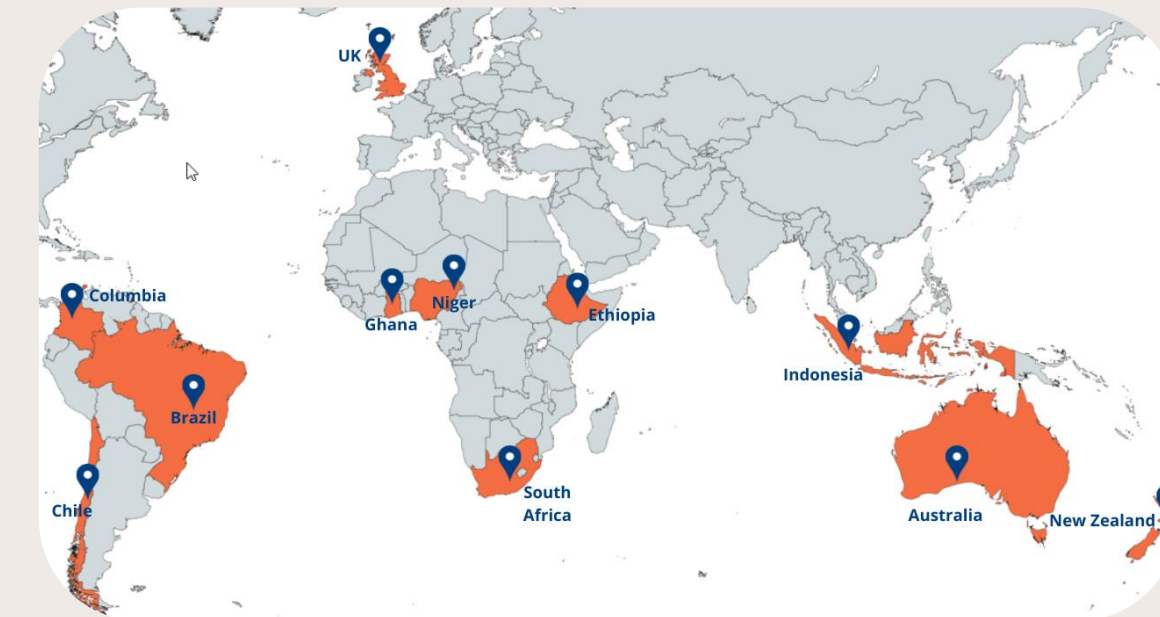 UK
Columbia
Niger
Ghana
Ethiopia
Indonesia
Brazil
Chile
South
Africa
Australia
New Zealand